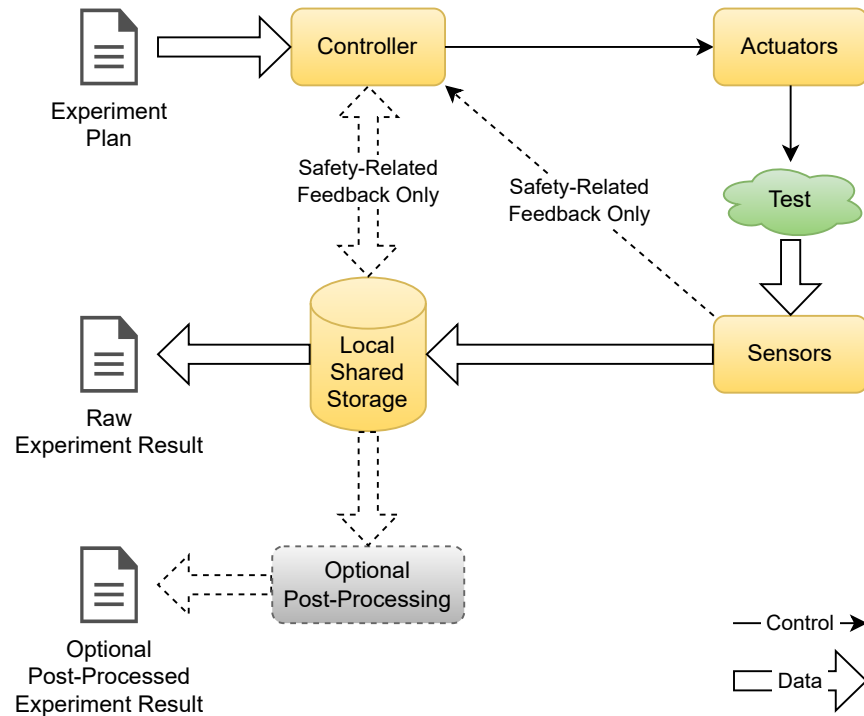 Controller
Actuators
Experiment
Plan
Safety-Related
Feedback Only
Safety-Related
Feedback Only
Test
Local
Shared
Storage
Sensors
Raw
Experiment Result
Optional
Post-Processing
Optional
Post-Processed
Experiment Result
Control
Data